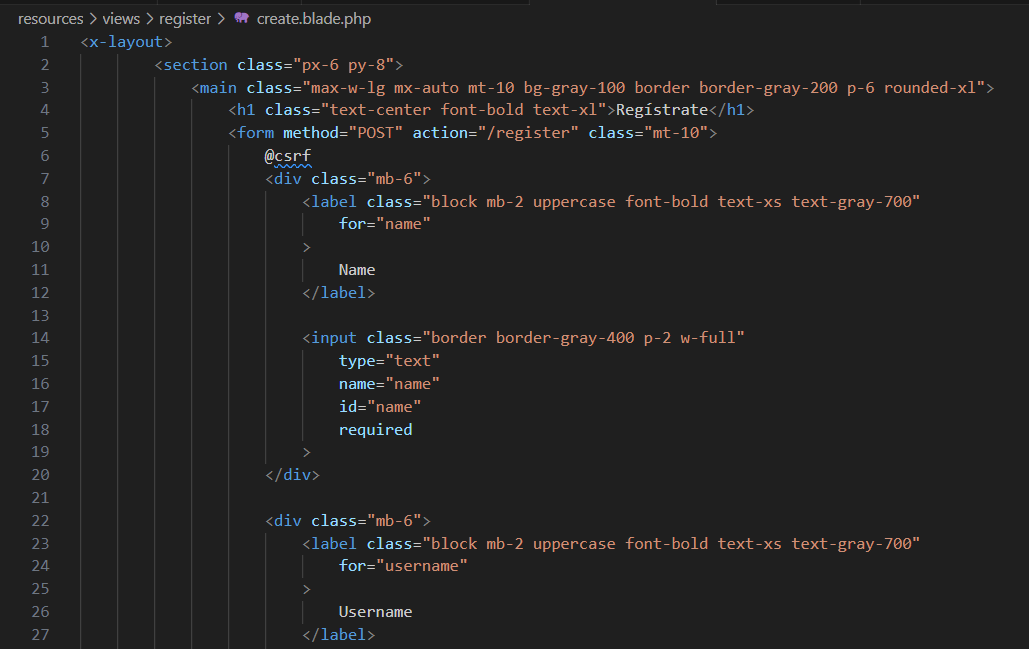 resources > views > register > create.blade.php
1 <x-layout>
2 <section class="px-6 py-8">
3 <main class="max-w-lg mx-auto mt-10 bg-gray-100 border border-gray-200 p-6 rounded-xl">
4 <h1 class="text-center font-bold text-xl">Regístrate</h1>
5 <form method="POST" action="/register" class="mt-10">
6 @csrf
7 <div class="mb-6">
8 <label class="block mb-2 uppercase font-bold text-xs text-gray-700"
9 for="name"
10 >
11 Name
12 </label>
13
14 <input class="border border-gray-400 p-2 w-full"
15 type="text"
16 name="name"
17 id="name"
18 required
19 >
20 </div>
21
22 <div class="mb-6">
23 <label class="block mb-2 uppercase font-bold text-xs text-gray-700"
24 for="username"
25 >
26 Username
27 </label>